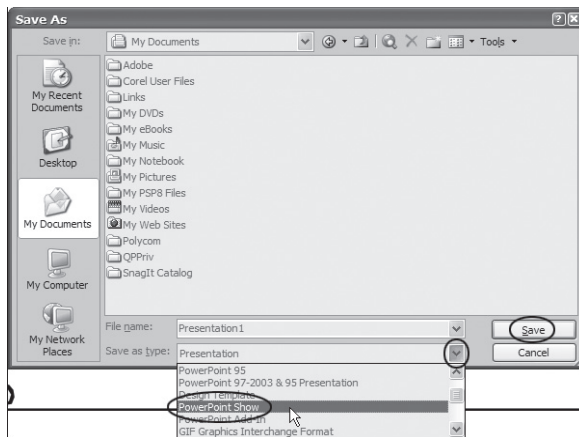 Save As
Save in:
My Documents
Tools
My Recent
Documents
Desktop
My Documents
My Computer
My Network
Places
Adobe
Corel User Files
Links
My DVDs
My eBooks
My Music
My Notebook
My Pictures
My PSP8 Files
My Videos
My Web Sites
Polycom
QPPriv
SnagIt Catalog
File name:
Presentation1
Save
Save as type:
Presentation
Cancel
PowerPoint 95
PowerPoint 97-2003 & 95 Presentation
Design Template
PowerPoint Show
PowerPoint Add-In
GIF Graphics Interchange Format